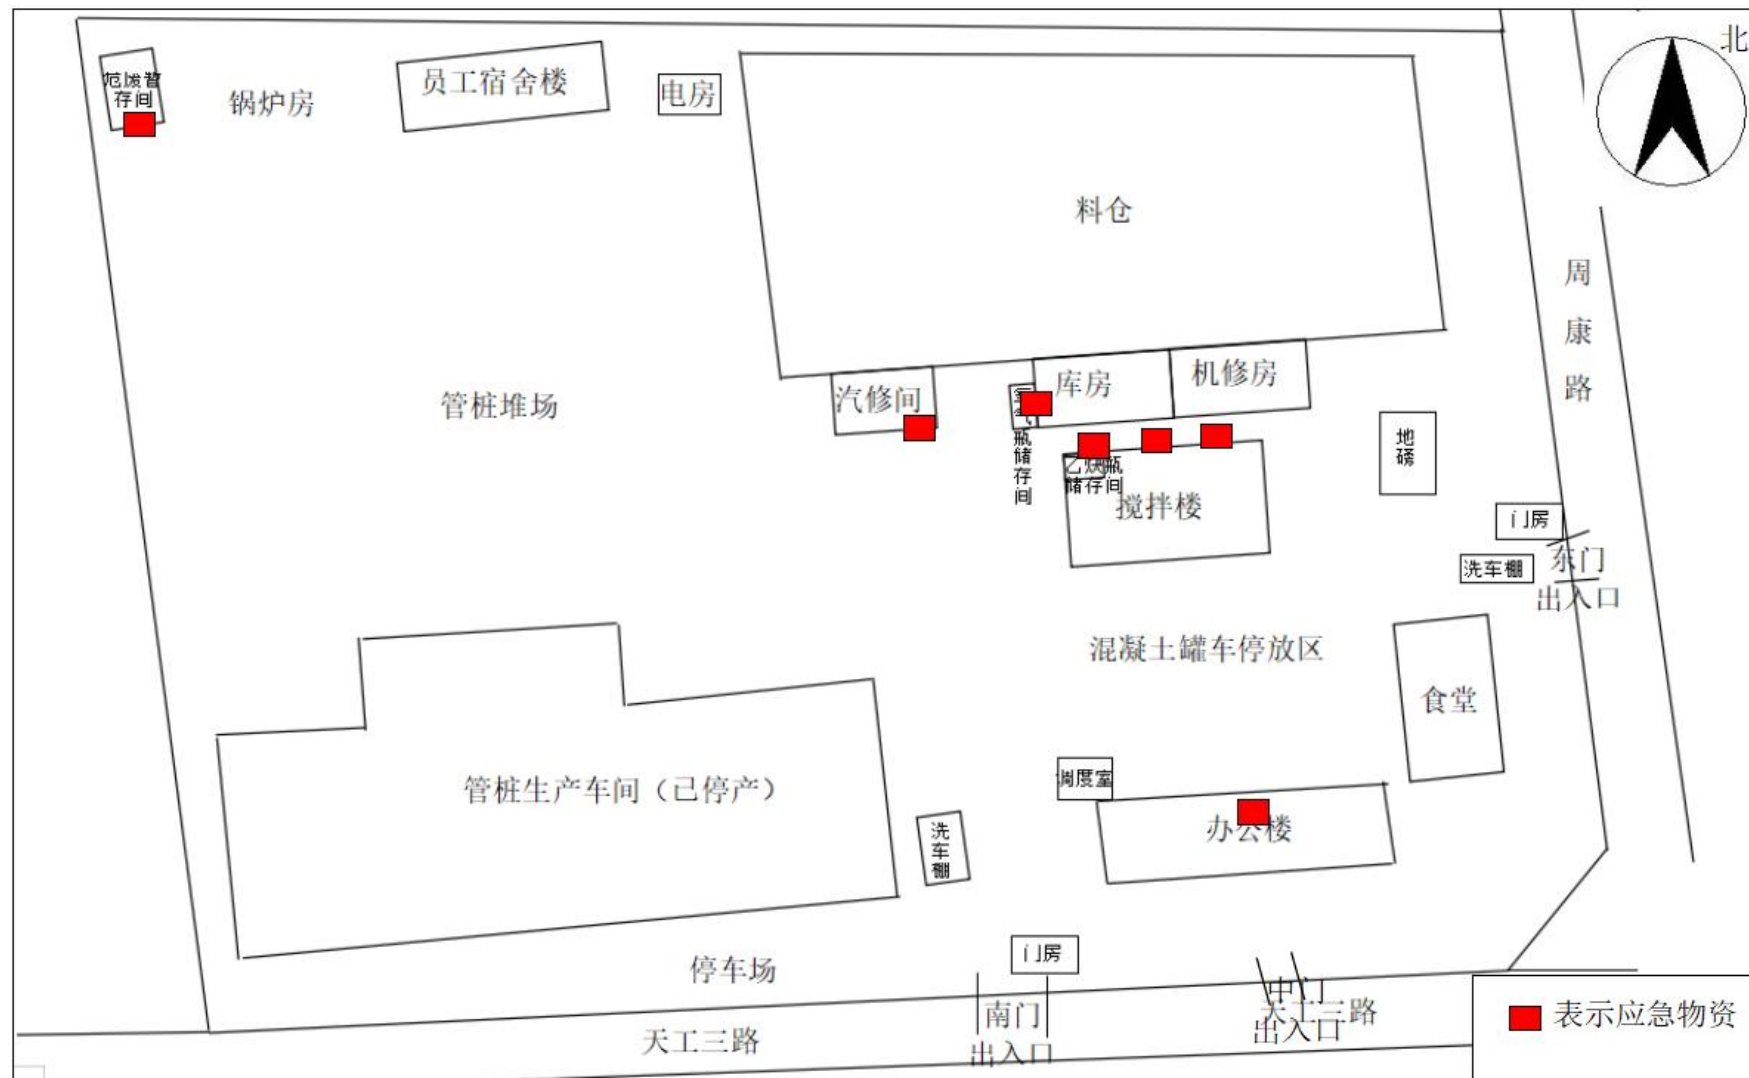 北
危废暂
存间
锅炉房
员工宿舍楼
电房
料仓
周
康
路
管桩堆场
汽修间
库房
机修房
瓶
储
存
间
乙炔瓶
储存间
搅拌楼
地
磅
门房
洗车棚
东门
出入口
混凝土罐车停放区
食堂
管桩生产车间（已停产）
调度室
办公楼
洗
车
棚
停车场
门房
南门
出入口
中门
天工三路
出入口
天工三路
表示应急物资